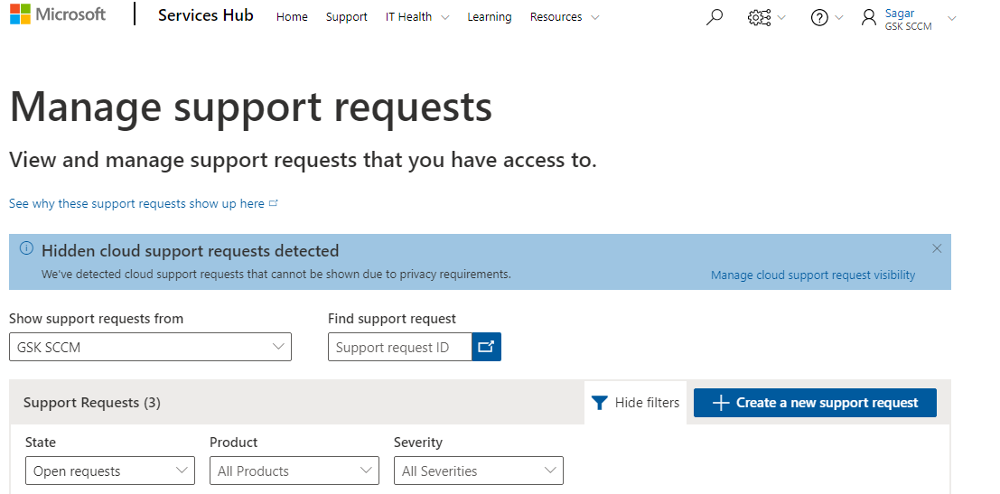 Microsoft Services Hub Home Support IT Health Learning Resources Sagar
GSK SCCM
Manage support requests
View and manage support requests that you have access to.
See why these support requests show up here
Hidden cloud support requests detected
We've detected cloud support requests that cannot be shown due to privacy requirements. Manage cloud support request visibility
Show support requests from Find support request
GSK SCCM Support request ID
Support Requests (3) Hide filters Create a new support request
State Product Severity
Open requests All Products All Severities